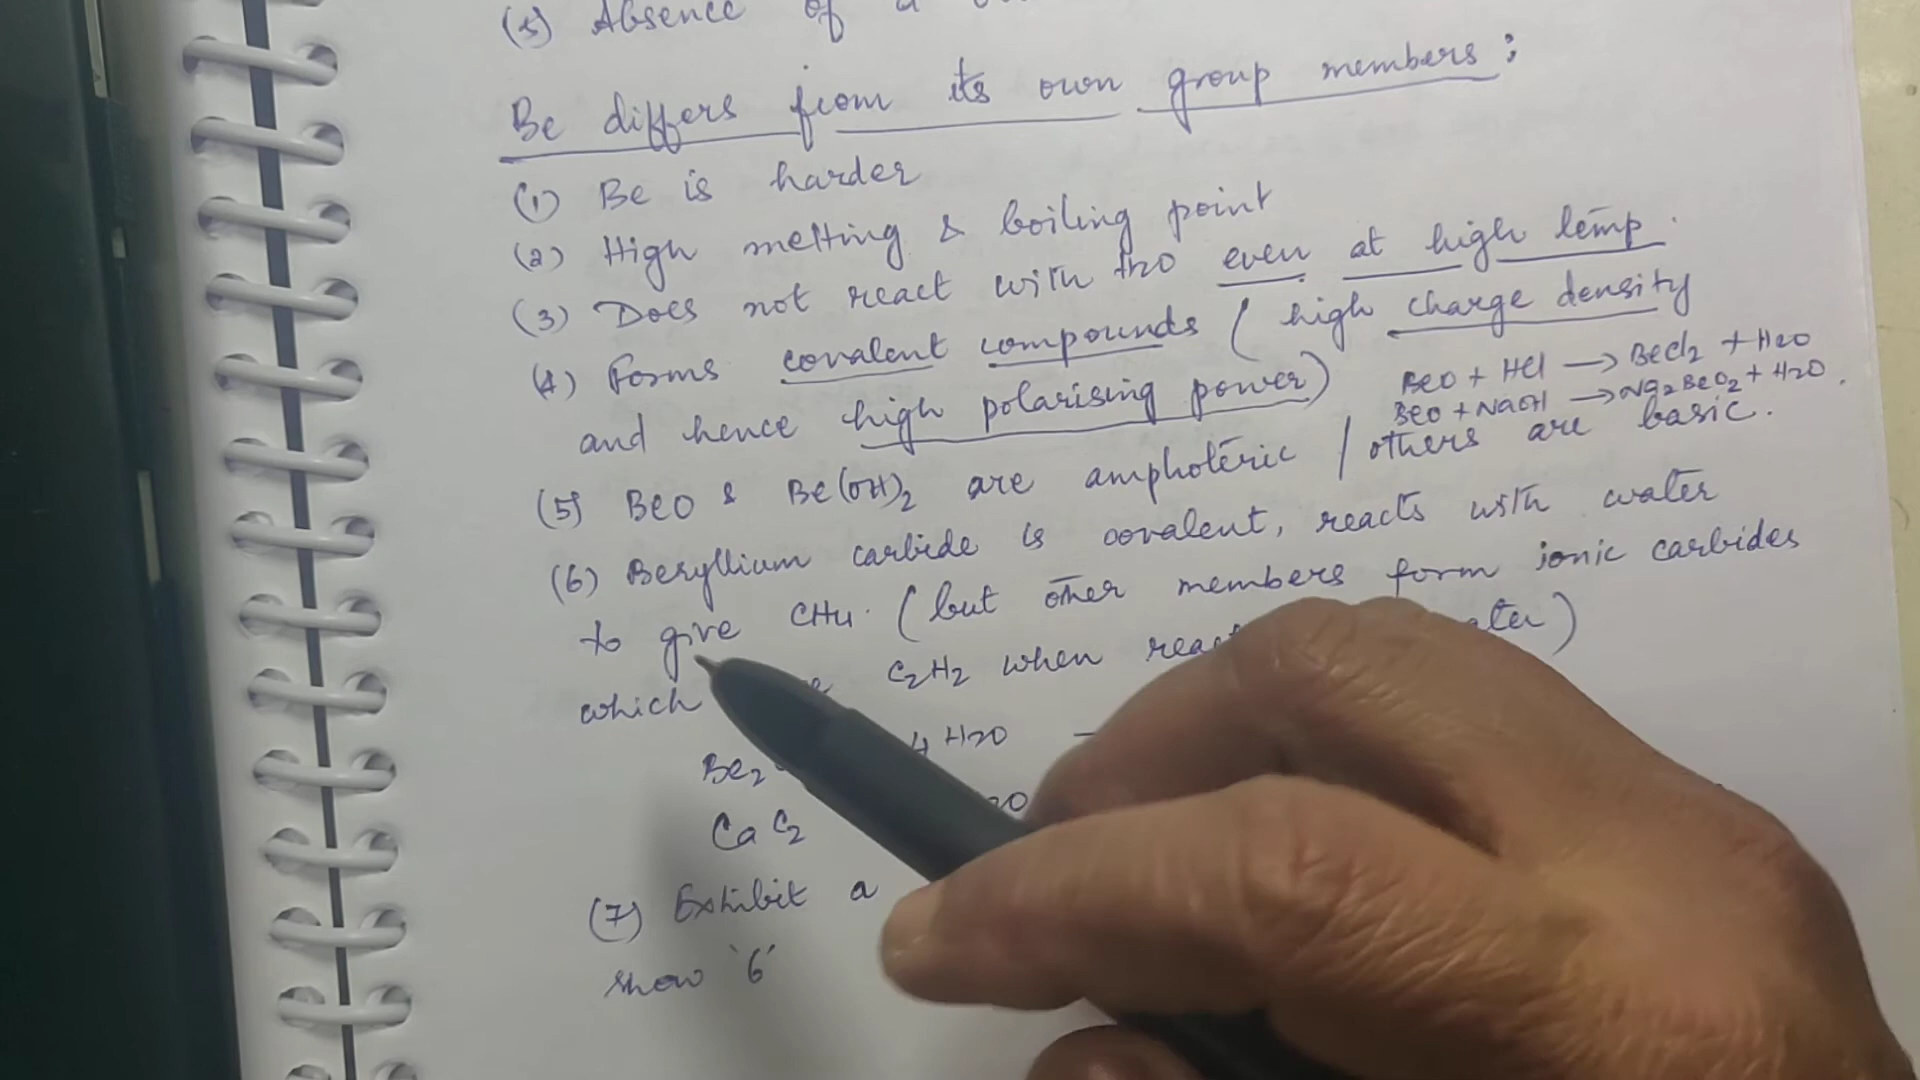 (5) Absence of a
Be differs from its own group members :
(1) Be is harder
(2) High melting & boiling point
(3) Does not react with H2O even at high temp.
(4) Forms covalent compounds ( high charge density
and hence high polarising power)
BeO + HCl → BeCl2 + H2O
BeO + NaOH → Na2BeO2 + H2O.
(5) BeO & Be(OH)2 are amphoteric / others are basic.
(6) Beryllium carbide is covalent, reacts with water
to give CH4. (but other members form ionic carbides
which C2H2 when )
Be2 4 H2O
CaC2
(7) Exhibit a
show '6'